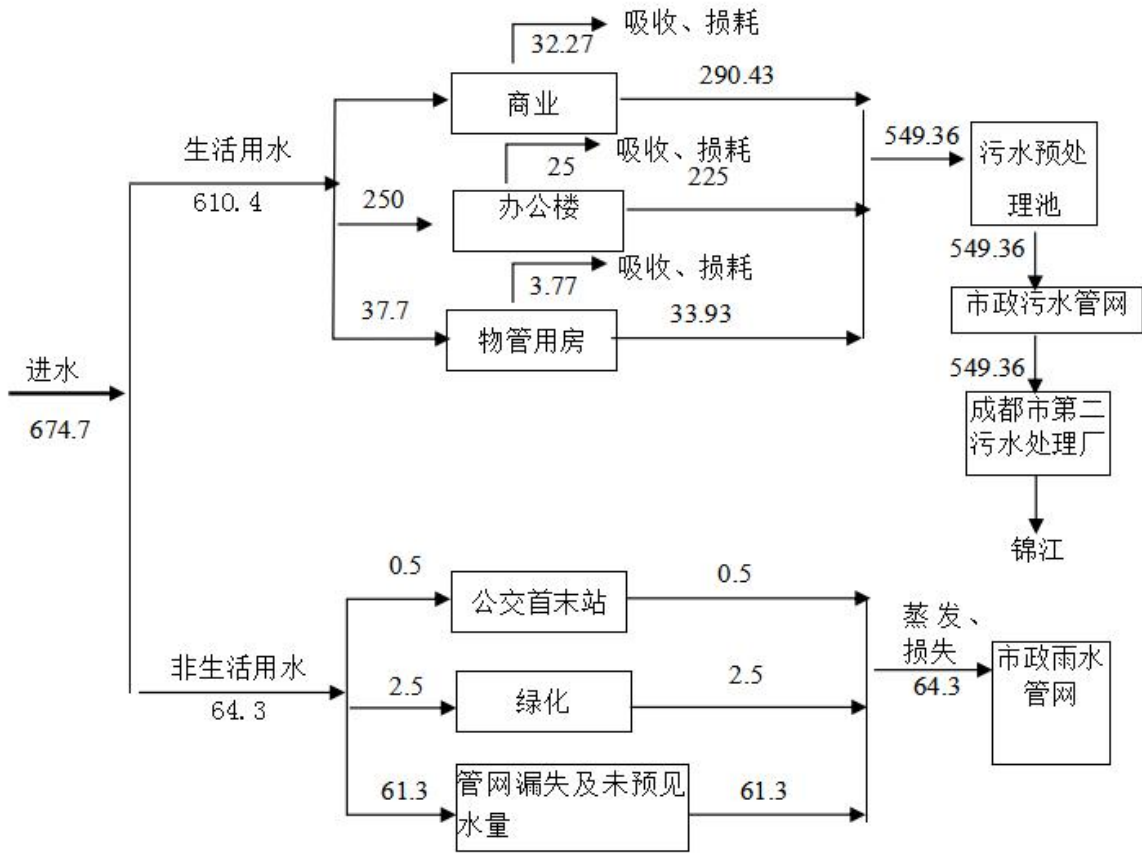 吸收、损耗
32.27
商业
290.43
生活用水
610.4
吸收、损耗
25
250
办公楼
225
549.36
污水预处
理池
549.36
吸收、损耗
3.77
37.7
物管用房
33.93
市政污水管网
549.36
进水
674.7
成都市第二
污水处理厂
锦江
0.5
公交首末站
0.5
非生活用水
64.3
2.5
绿化
2.5
蒸发、
损失
64.3
市政雨水
管网
61.3
管网漏失及未预见
水量
61.3